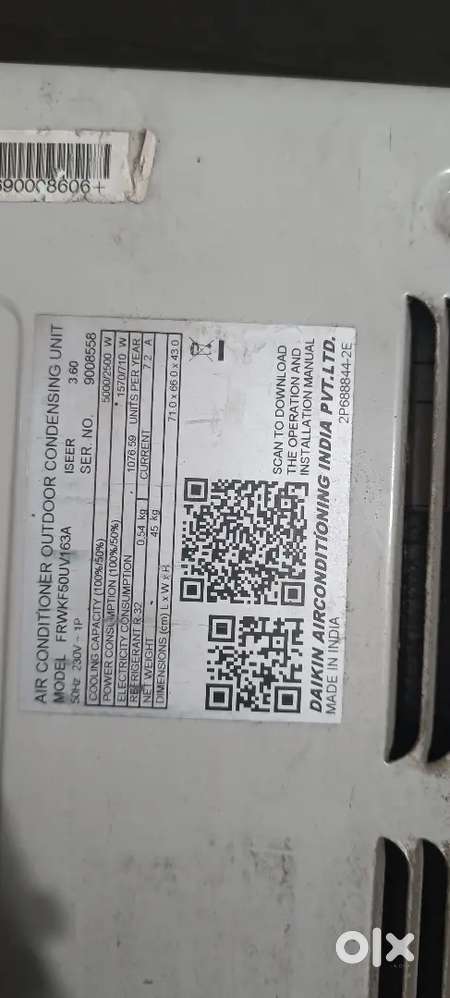 690008606+
AIR CONDITIONER OUTDOOR CONDENSING UNIT
MODEL FRWKF50UV163A ISEER 3.60
50Hz 230V ~ 1P SER. NO. 9008558
COOLING CAPACITY (100%/50%) 5000/2500 W
POWER CONSUMPTION (100%/50%) * 1570/710 W
ELECTRICITY CONSUMPTION * 1076.59 UNITS PER YEAR
REFRIGERANT R-32 0.54 kg CURRENT 7.2 A
NET WEIGHT * 45 kg
DIMENSIONS (cm) L x W x H 71.0 x 66.0 x 43.0
SCAN TO DOWNLOAD
THE OPERATION AND
INSTALLATION MANUAL
DAIKIN AIRCONDITIONING INDIA PVT.LTD.
MADE IN INDIA 2P688844-2E
olx